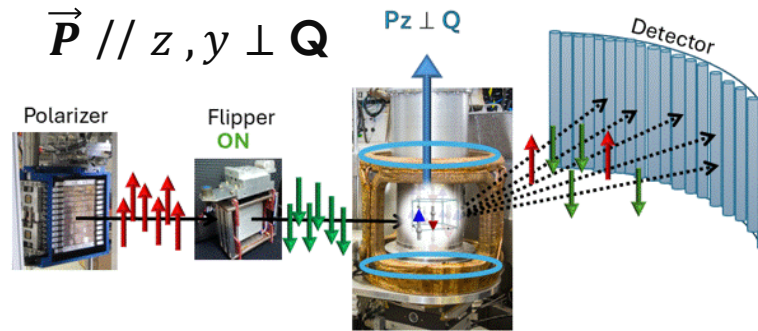 P⃗ // z , y ⊥ Q
Pz ⊥ Q
Detector
Polarizer
Flipper
ON